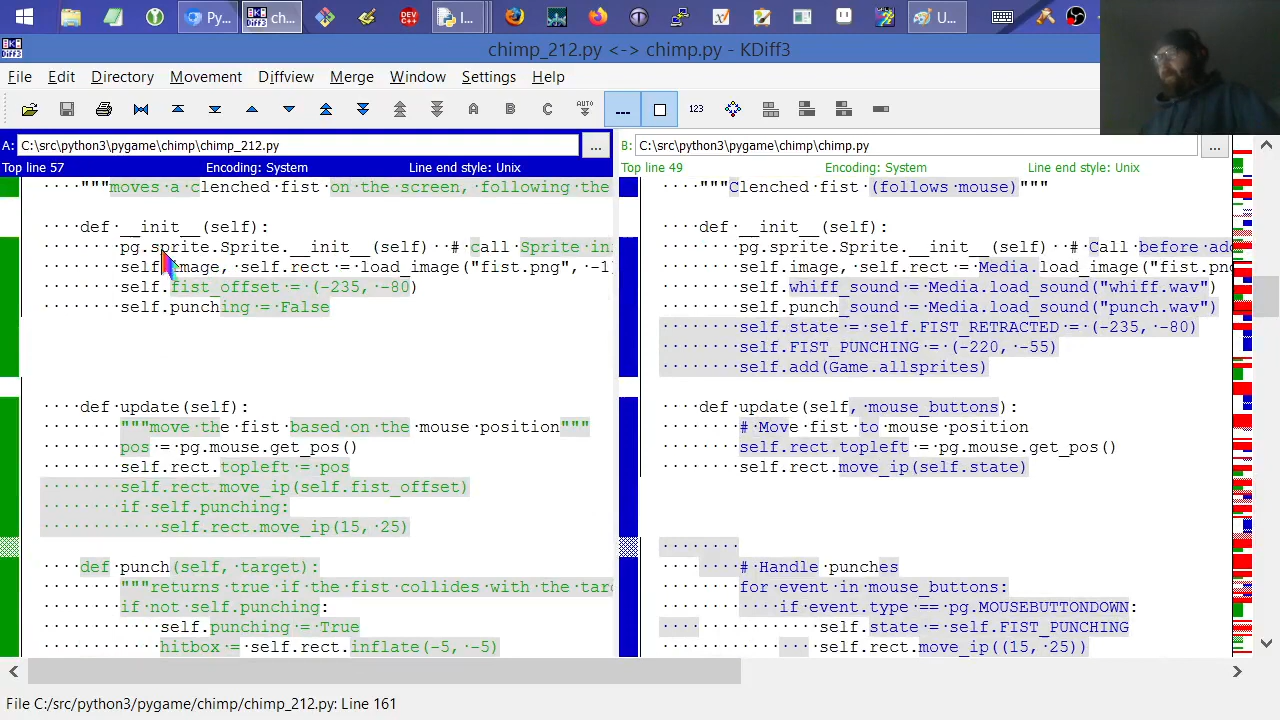 Py...
ch...
DEV C++
I...
U...
KDiff3
chimp_212.py <-> chimp.py - KDiff3
File Edit Directory Movement Diffview Merge Window Settings Help
A B C AUTO 123
A: C:\src\python3\pygame\chimp\chimp_212.py ...
Top line 57 Encoding: System Line end style: Unix
····"""moves·a·clenched·fist·on·the·screen,·following·the
····def·__init__(self):
········pg.sprite.Sprite.__init__(self)··#·call·Sprite·in
········self.image,·self.rect·=·load_image("fist.png",·-1
········self.fist_offset·=·(-235,·-80)
········self.punching·=·False
····def·update(self):
········"""move·the·fist·based·on·the·mouse·position"""
········pos·=·pg.mouse.get_pos()
········self.rect.topleft·=·pos
········self.rect.move_ip(self.fist_offset)
········if·self.punching:
············self.rect.move_ip(15,·25)
····def·punch(self,·target):
········"""returns·true·if·the·fist·collides·with·the·tar
········if·not·self.punching:
············self.punching·=·True
············hitbox·=·self.rect.inflate(-5,·-5)
B: C:\src\python3\pygame\chimp\chimp.py ...
Top line 49 Encoding: System Line end style: Unix
····"""Clenched·fist·(follows·mouse)"""
····def·__init__(self):
········pg.sprite.Sprite.__init__(self)··#·Call·before·add
········self.image,·self.rect·=·Media.load_image("fist.png
········self.whiff_sound·=·Media.load_sound("whiff.wav")
········self.punch_sound·=·Media.load_sound("punch.wav")
········self.state·=·self.FIST_RETRACTED·=·(-235,·-80)
········self.FIST_PUNCHING·=·(-220,·-55)
········self.add(Game.allsprites)
····def·update(self,·mouse_buttons):
········#·Move·fist·to·mouse·position
········self.rect.topleft·=·pg.mouse.get_pos()
········self.rect.move_ip(self.state)
········
········#·Handle·punches
········for·event·in·mouse_buttons:
············if·event.type·==·pg.MOUSEBUTTONDOWN:
················self.state·=·self.FIST_PUNCHING
················self.rect.move_ip((15,·25))
File C:/src/python3/pygame/chimp/chimp_212.py: Line 161